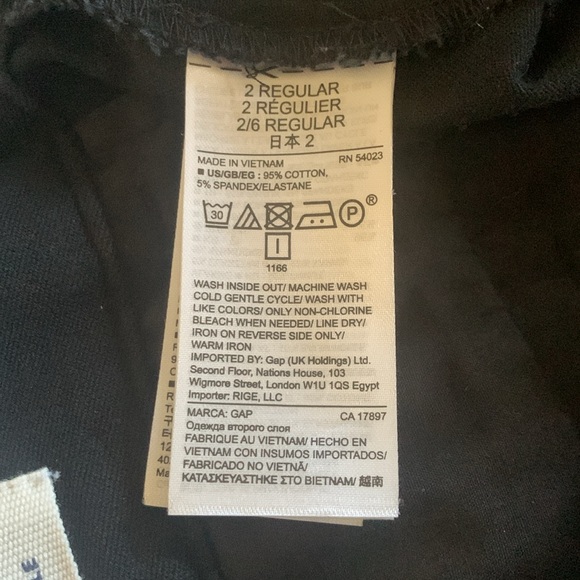 2 REGULAR
2 RÉGULIER
2/6 REGULAR
日本 2
MADE IN VIETNAM RN 54023
■ US/GB/EG : 95% COTTON,
5% SPANDEX/ELASTANE
30 P ®
1166
WASH INSIDE OUT/ MACHINE WASH
COLD GENTLE CYCLE/ WASH WITH
LIKE COLORS/ ONLY NON-CHLORINE
BLEACH WHEN NEEDED/ LINE DRY/
IRON ON REVERSE SIDE ONLY/
WARM IRON
IMPORTED BY: Gap (UK Holdings) Ltd.
Second Floor, Nations House, 103
Wigmore Street, London W1U 1QS Egypt
Importer: RIGE, LLC
MARCA: GAP CA 17897
Одежда второго слоя
FABRIQUE AU VIETNAM/ HECHO EN
VIETNAM CON INSUMOS IMPORTADOS/
FABRICADO NO VIETNÃ/
ΚΑΤΑΣΚΕΥΑΣΤΗΚΕ ΣΤΟ ΒΙΕΤΝΑΜ/ 越南